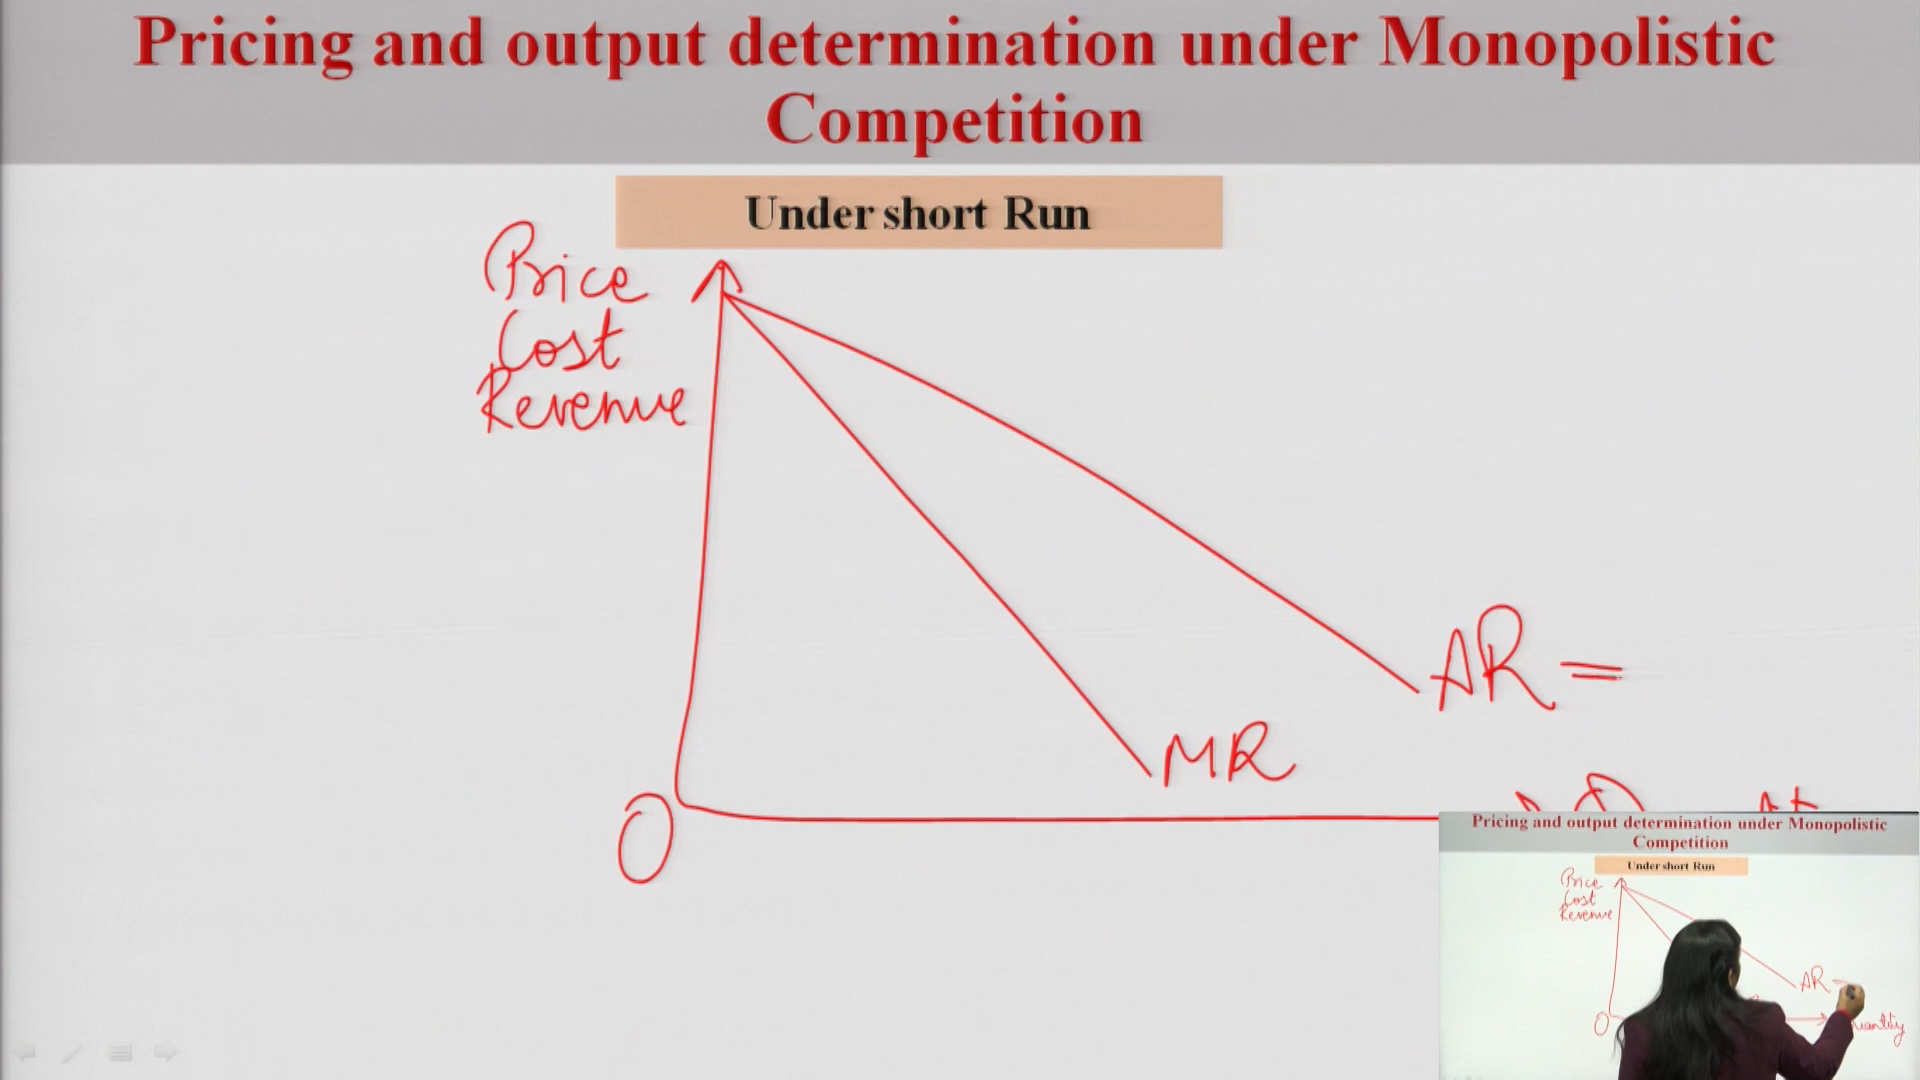 Pricing and output determination under Monopolistic
Competition
Under short Run
Price
Cost
Revenue
AR =
MR
O
Pricing and output determination under Monopolistic
Competition
Under short Run
Price
Cost
Revenue
AR =
O
uantity